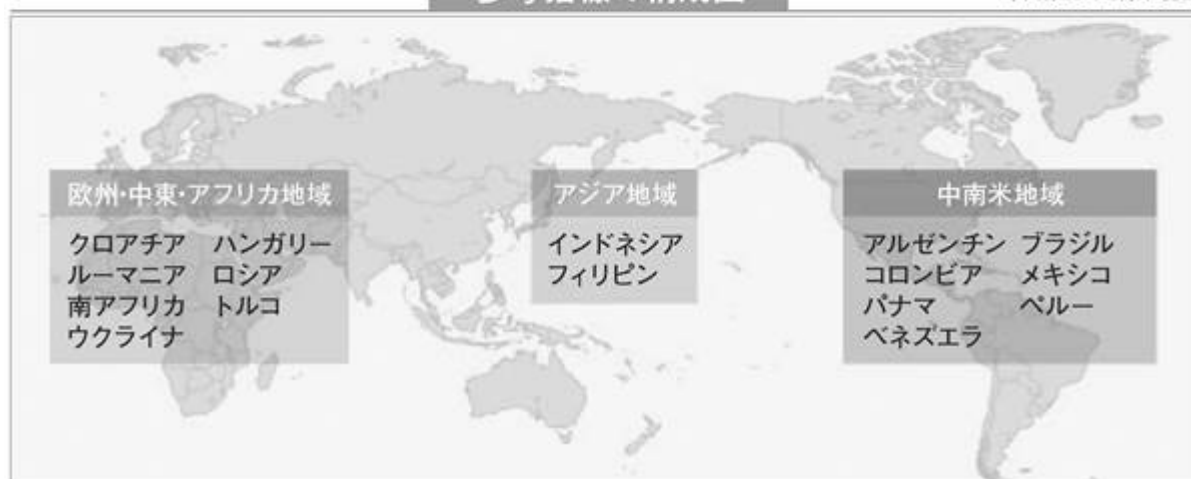 欧州・中東・アフリカ地域
クロアチア ハンガリー
ルーマニア ロシア
南アフリカ トルコ
ウクライナ
アジア地域
インドネシア
フィリピン
中南米地域
アルゼンチン ブラジル
コロンビア メキシコ
パナマ ペルー
ベネズエラ